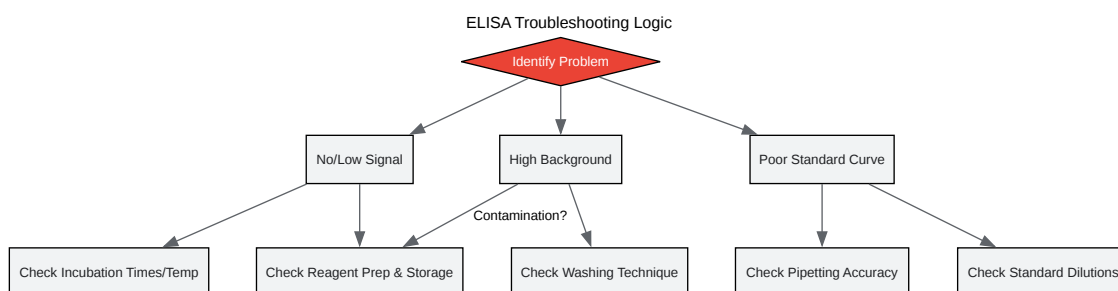 ELISA Troubleshooting Logic
Identify Problem
No/Low Signal
High Background
Poor Standard Curve
Contamination?
Check Incubation Times/Temp
Check Reagent Prep & Storage
Check Washing Technique
Check Pipetting Accuracy
Check Standard Dilutions